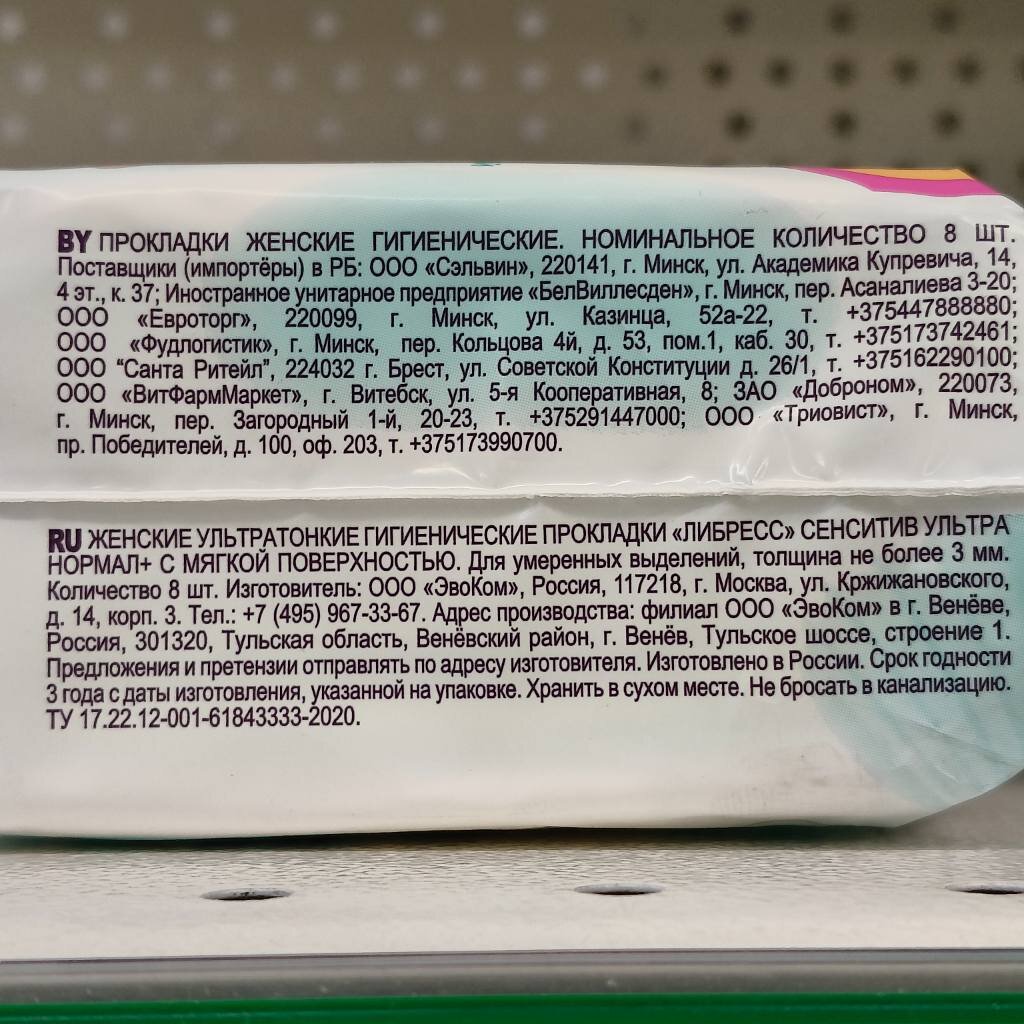 BY ПРОКЛАДКИ ЖЕНСКИЕ ГИГИЕНИЧЕСКИЕ. НОМИНАЛЬНОЕ КОЛИЧЕСТВО 8 ШТ.
Поставщики (импортёры) в РБ: ООО «Сэльвин», 220141, г. Минск, ул. Академика Купревича, 14,
4 эт., к. 37; Иностранное унитарное предприятие «БелВиллесден», г. Минск, пер. Асаналиева 3-20;
ООО «Евроторг», 220099, г. Минск, ул. Казинца, 52а-22, т. +375447888880;
ООО «Фудлогистик», г. Минск, пер. Кольцова 4й, д. 53, пом.1, каб. 30, т. +375173742461;
ООО "Санта Ритейл", 224032 г. Брест, ул. Советской Конституции д. 26/1, т. +375162290100;
ООО «ВитФармМаркет», г. Витебск, ул. 5-я Кооперативная, 8; ЗАО «Доброном», 220073,
г. Минск, пер. Загородный 1-й, 20-23, т. +375291447000; ООО «Триовист», г. Минск,
пр. Победителей, д. 100, оф. 203, т. +375173990700.
RU ЖЕНСКИЕ УЛЬТРАТОНКИЕ ГИГИЕНИЧЕСКИЕ ПРОКЛАДКИ «ЛИБРЕСС» СЕНСИТИВ УЛЬТРА
НОРМАЛ+ С МЯГКОЙ ПОВЕРХНОСТЬЮ. Для умеренных выделений, толщина не более 3 мм.
Количество 8 шт. Изготовитель: ООО «ЭвоКом», Россия, 117218, г. Москва, ул. Кржижановского,
д. 14, корп. 3. Тел.: +7 (495) 967-33-67. Адрес производства: филиал ООО «ЭвоКом» в г. Венёве,
Россия, 301320, Тульская область, Венёвский район, г. Венёв, Тульское шоссе, строение 1.
Предложения и претензии отправлять по адресу изготовителя. Изготовлено в России. Срок годности
3 года с даты изготовления, указанной на упаковке. Хранить в сухом месте. Не бросать в канализацию.
ТУ 17.22.12-001-61843333-2020.